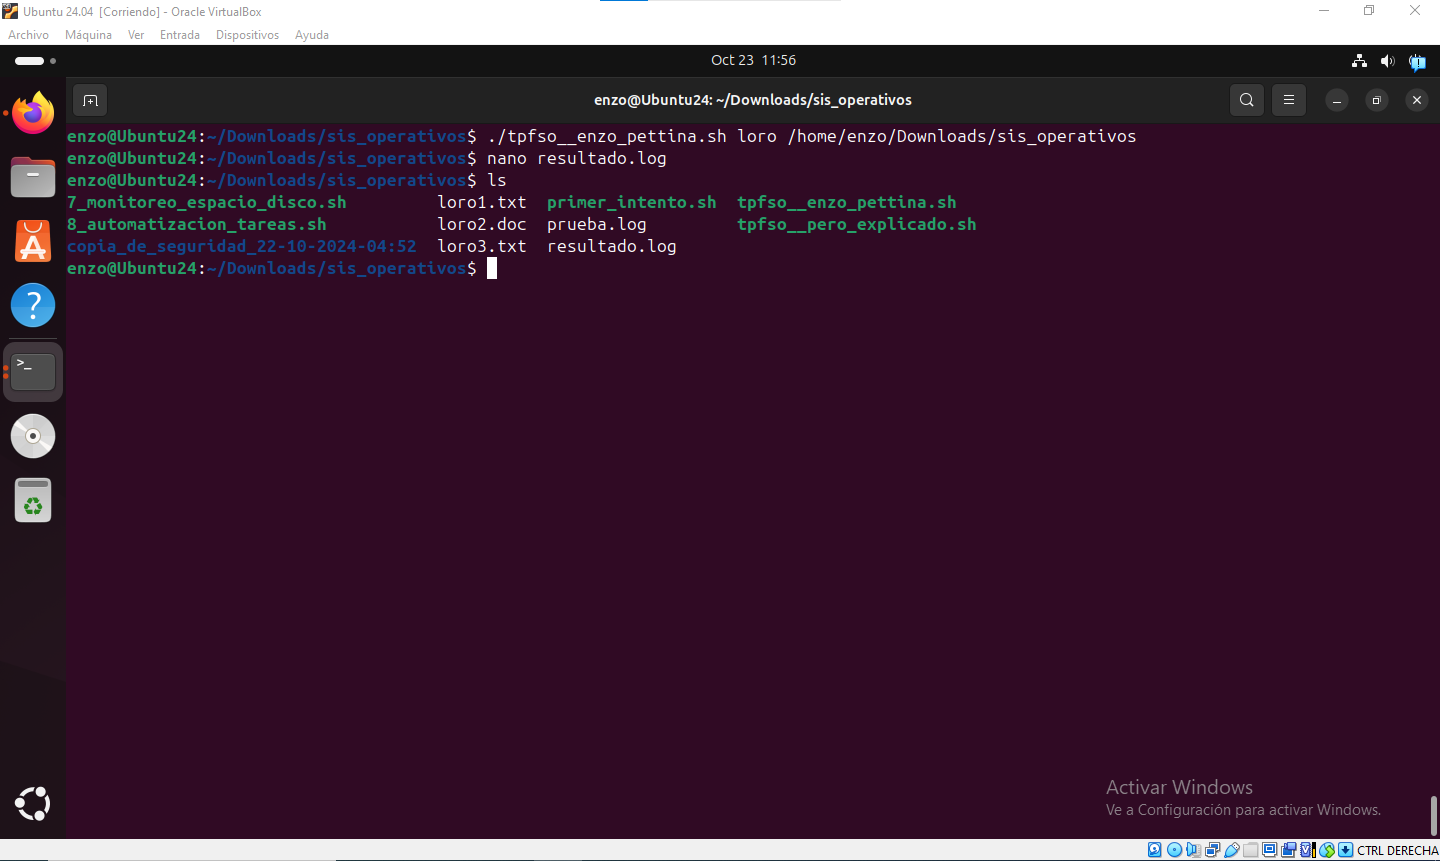 Ubuntu 24.04 [Corriendo] - Oracle VirtualBox
Archivo Máquina Ver Entrada Dispositivos Ayuda
Oct 23 11:56
enzo@Ubuntu24: ~/Downloads/sis_operativos
enzo@Ubuntu24:~/Downloads/sis_operativos$ ./tpfso__enzo_pettina.sh loro /home/enzo/Downloads/sis_operativos
enzo@Ubuntu24:~/Downloads/sis_operativos$ nano resultado.log
enzo@Ubuntu24:~/Downloads/sis_operativos$ ls
7_monitoreo_espacio_disco.sh loro1.txt primer_intento.sh tpfso__enzo_pettina.sh
8_automatizacion_tareas.sh loro2.doc prueba.log tpfso__pero_explicado.sh
copia_de_seguridad_22-10-2024-04:52 loro3.txt resultado.log
enzo@Ubuntu24:~/Downloads/sis_operativos$
Activar Windows
Ve a Configuración para activar Windows.
CTRL DERECHA